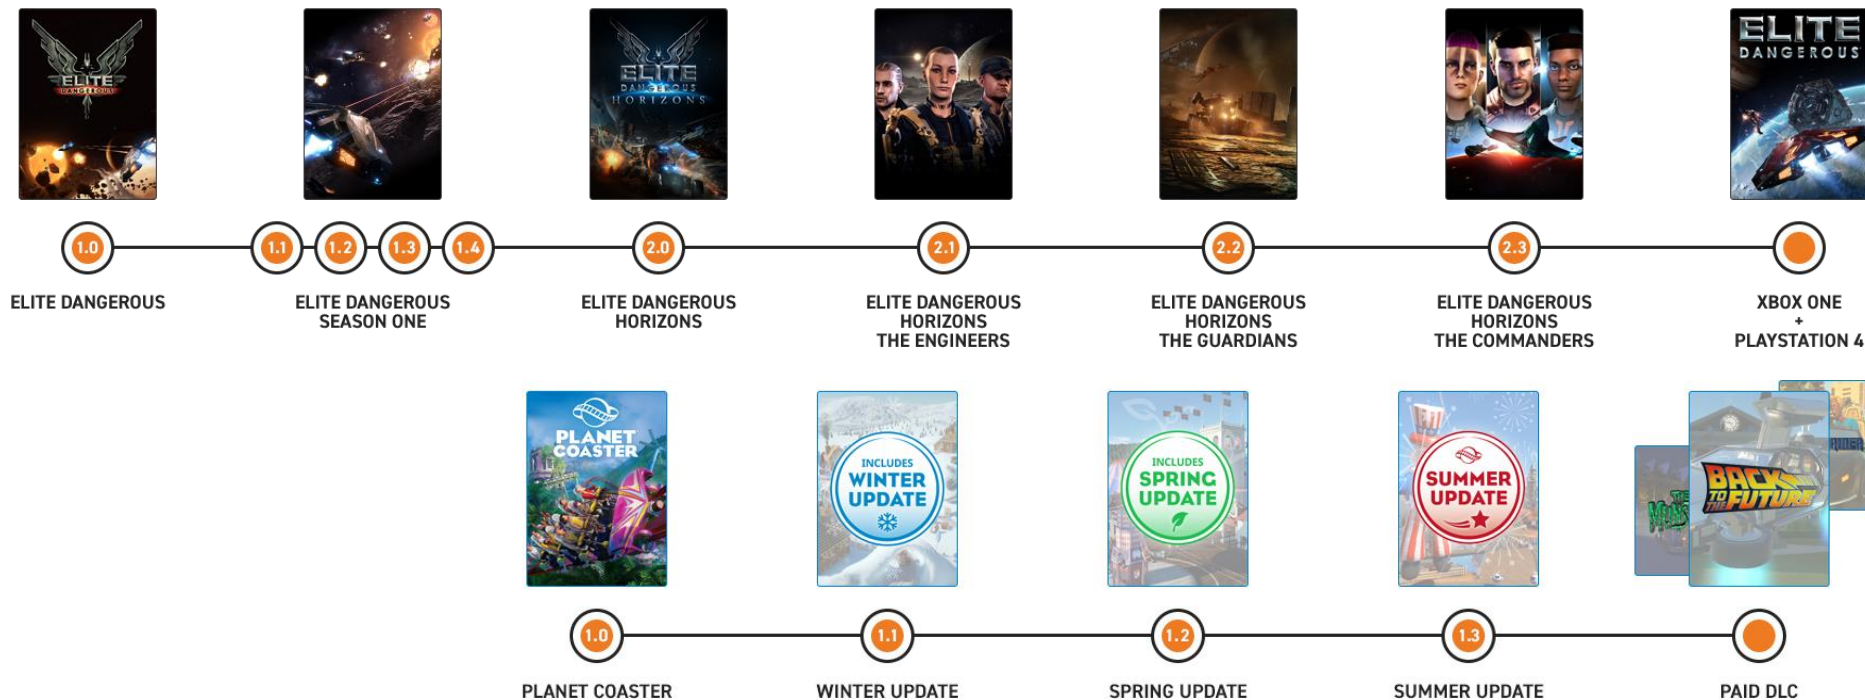 ELITE
DANGEROUS
ELITE
DANGEROUS
HORIZONS
ELITE
DANGEROUS
1.0
1.1
1.2
1.3
1.4
2.0
2.1
2.2
2.3
ELITE DANGEROUS
ELITE DANGEROUS
SEASON ONE
ELITE DANGEROUS
HORIZONS
ELITE DANGEROUS
HORIZONS
THE ENGINEERS
ELITE DANGEROUS
HORIZONS
THE GUARDIANS
ELITE DANGEROUS
HORIZONS
THE COMMANDERS
XBOX ONE
+
PLAYSTATION 4
PLANET
COASTER
INCLUDES
WINTER
UPDATE
INCLUDES
SPRING
UPDATE
SUMMER
UPDATE
BACK
TO THE FUTURE
1.0
1.1
1.2
1.3
PLANET COASTER
WINTER UPDATE
SPRING UPDATE
SUMMER UPDATE
PAID DLC